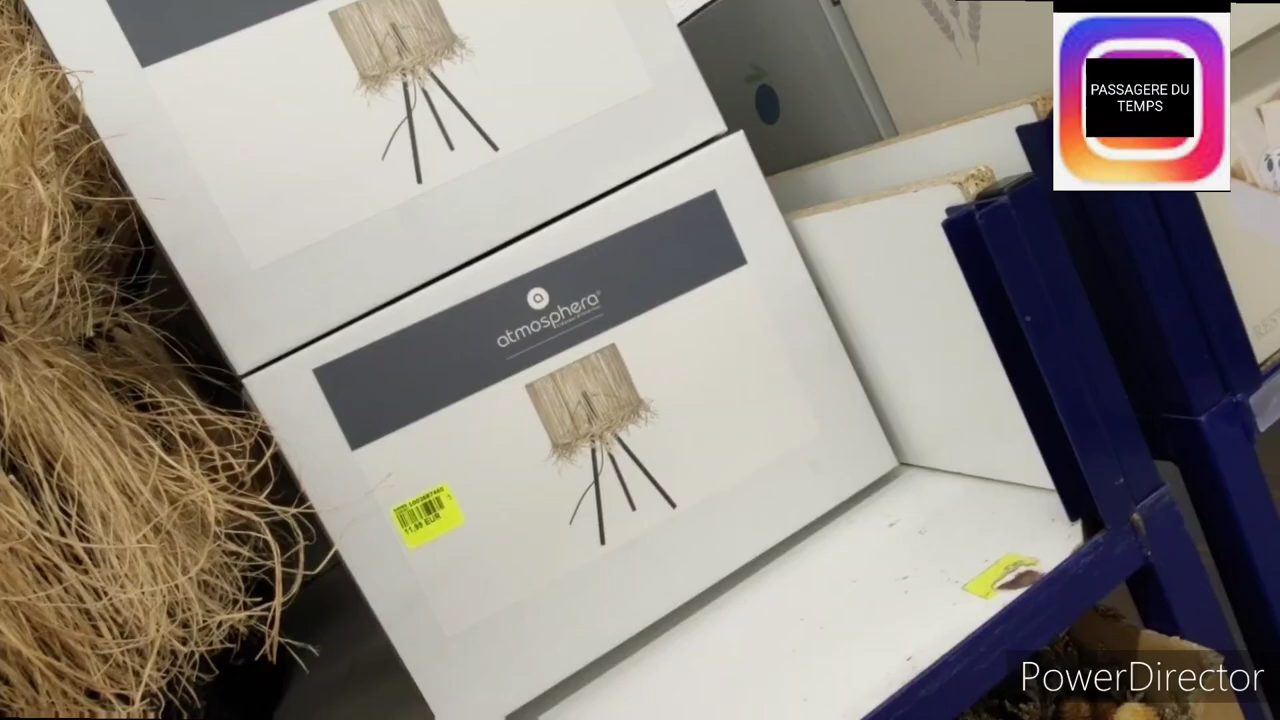 PASSAGERE DU
TEMPS
atmosphera
11,99 EUR
PowerDirector